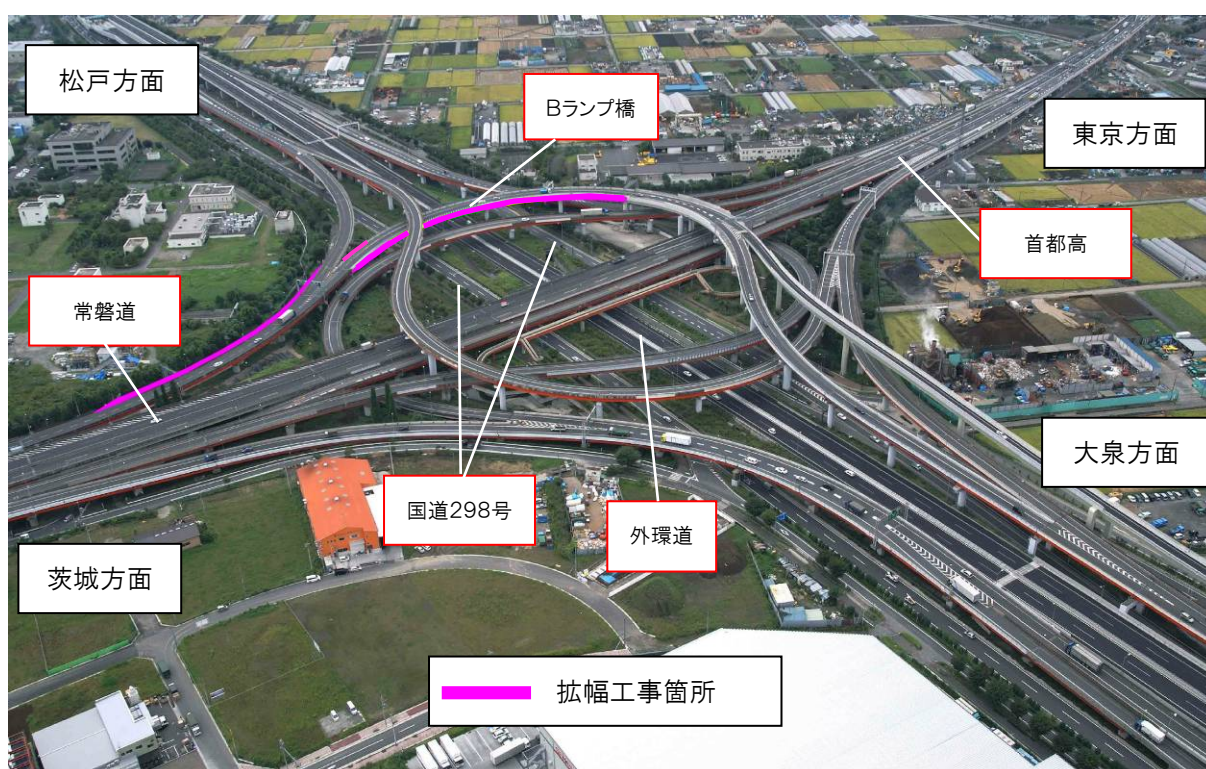 松戸方面
Bランプ橋
東京方面
首都高
常磐道
大泉方面
国道298号
外環道
茨城方面
拡幅工事箇所